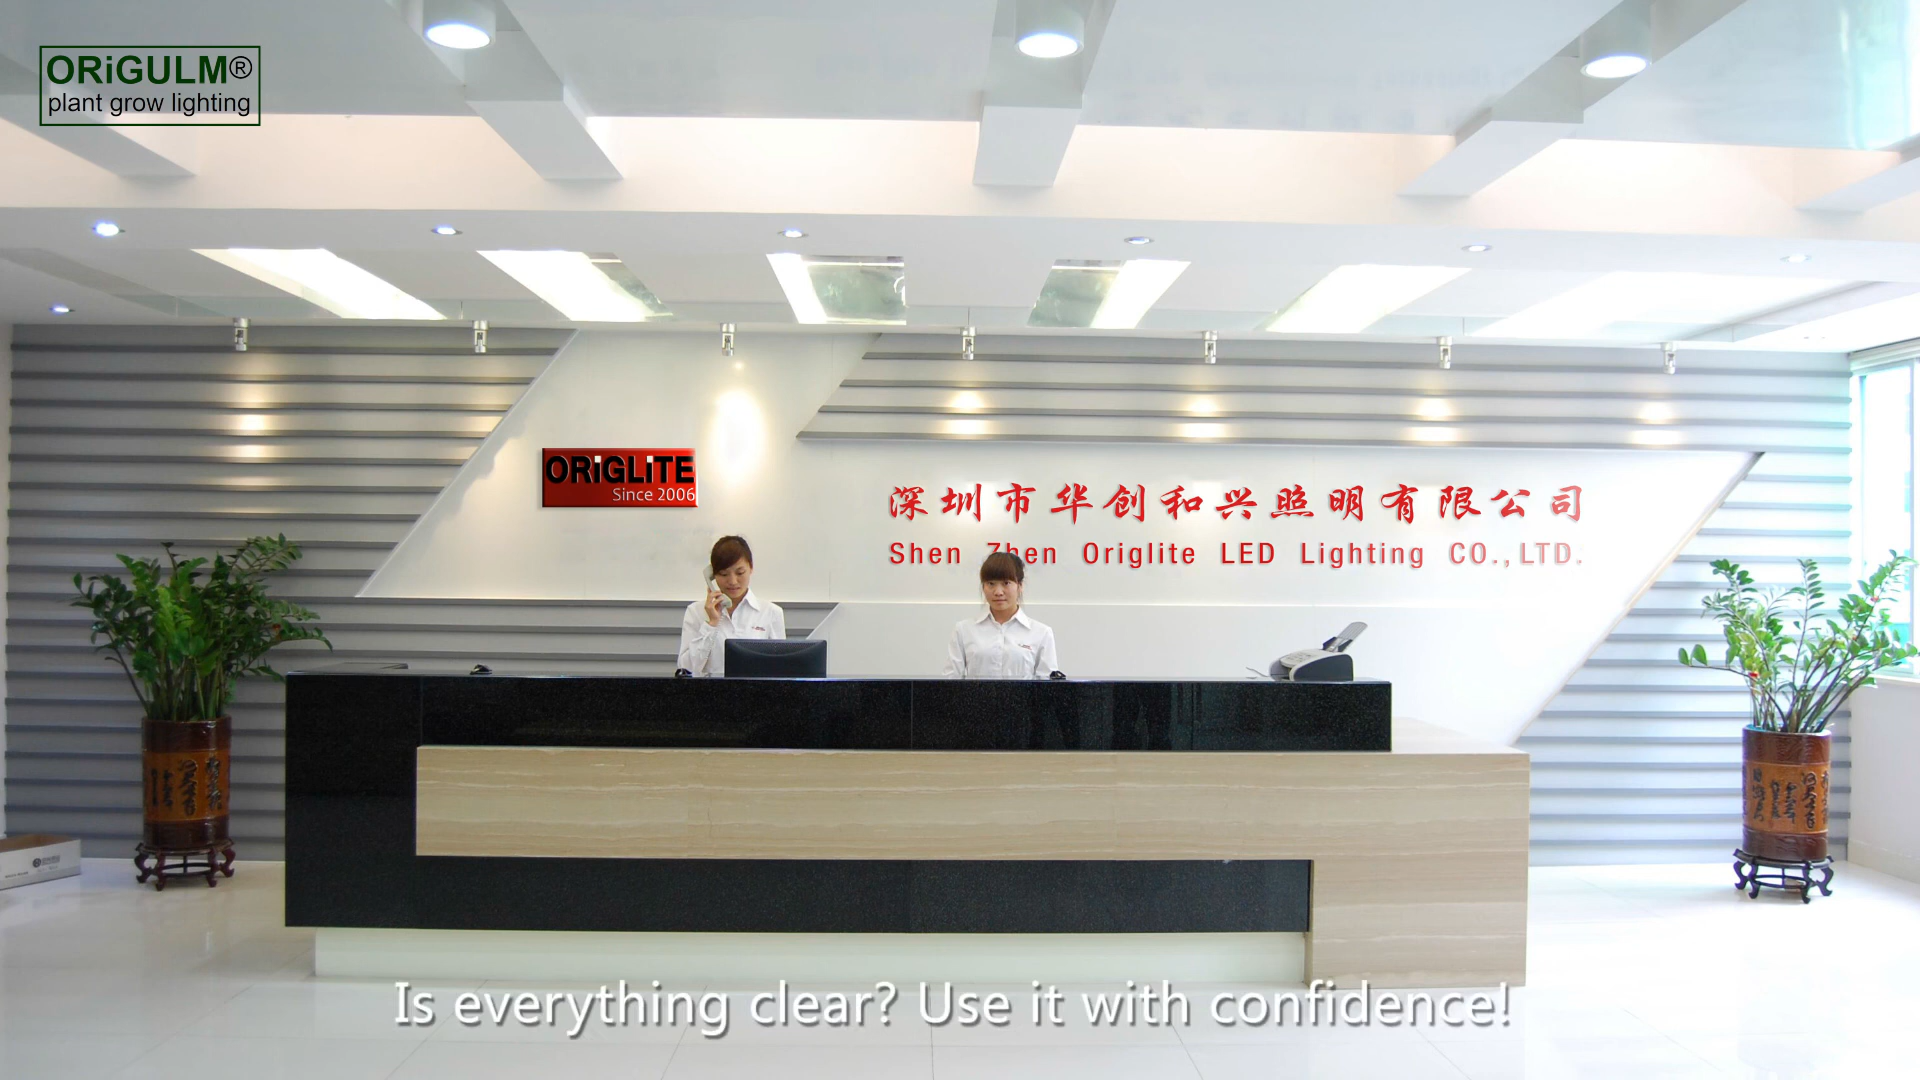 ORiGULM®
plant grow lighting
ORiGLiTE
Since 2006
深圳市华创和兴照明有限公司
Shen Zhen Origlite LED Lighting CO.,LTD.
Is everything clear? Use it with confidence!